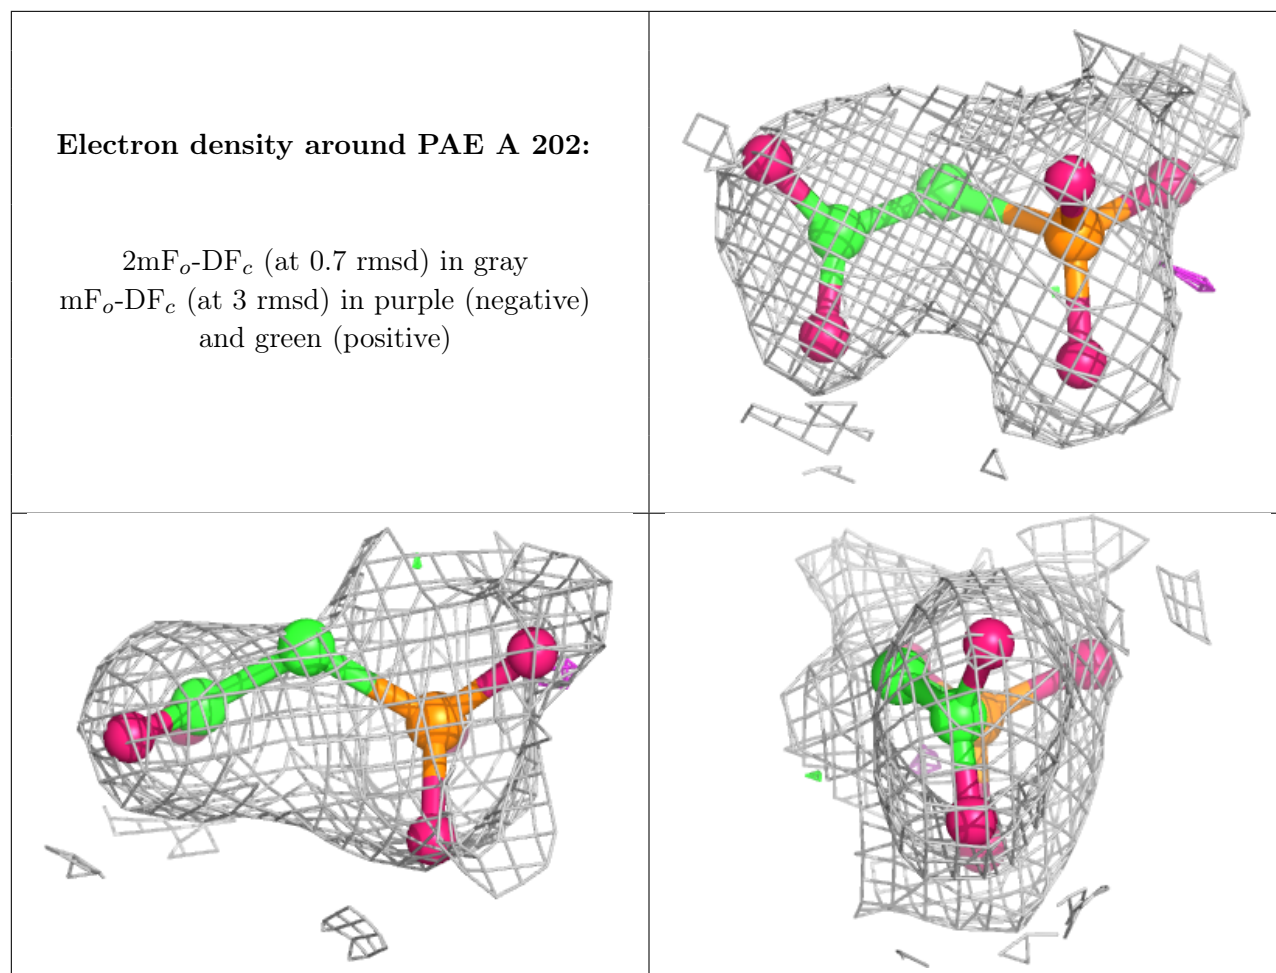 Electron density around PAE A 202:
2mFo-DFc (at 0.7 rmsd) in gray
mFo-DFc (at 3 rmsd) in purple (negative)
and green (positive)